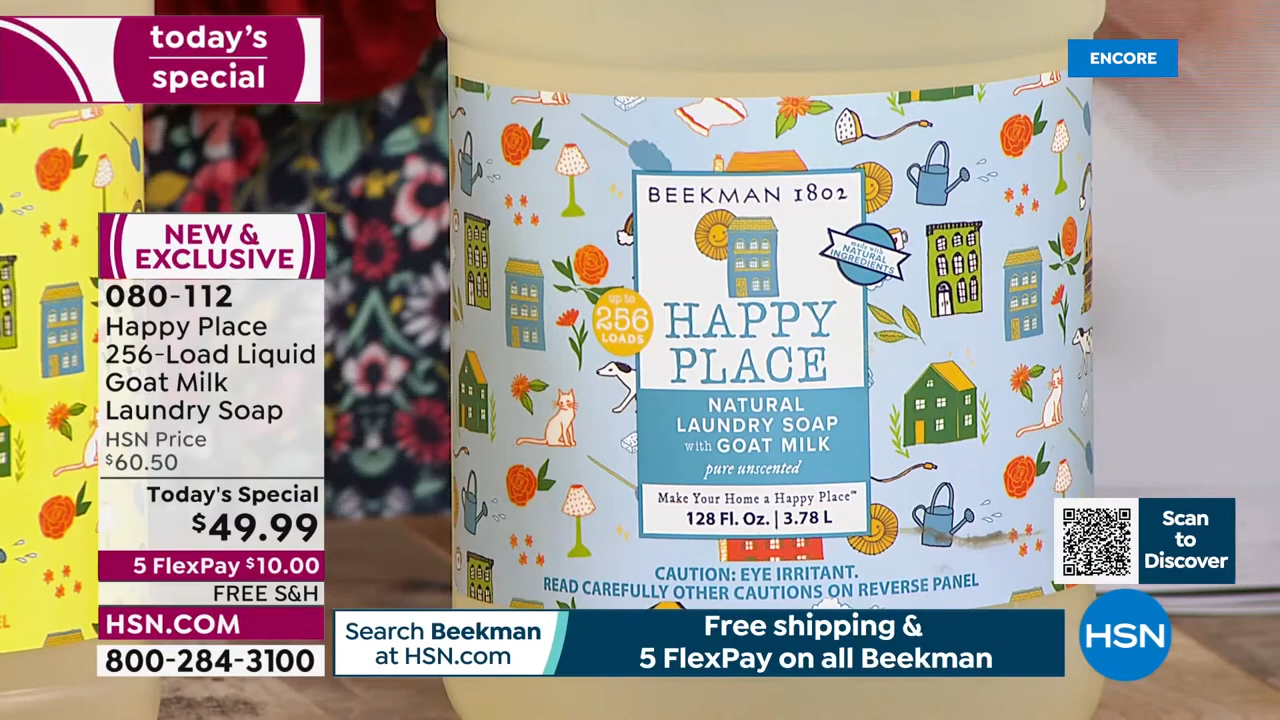 today's
special
ENCORE
NEW &
EXCLUSIVE
080-112
Happy Place
256-Load Liquid
Goat Milk
Laundry Soap
HSN Price
$60.50
Today's Special
$49.99
5 FlexPay $10.00
FREE S&H
HSN.COM
800-284-3100
BEEKMAN 1802
made with
NATURAL
INGREDIENTS
up to
256
LOADS
HAPPY
PLACE
NATURAL
LAUNDRY SOAP
with GOAT MILK
pure unscented
Make Your Home a Happy Place™
128 Fl. Oz. | 3.78 L
CAUTION: EYE IRRITANT.
READ CAREFULLY OTHER CAUTIONS ON REVERSE PANEL
Scan
to
Discover
Search Beekman
at HSN.com
Free shipping &
5 FlexPay on all Beekman
HSN